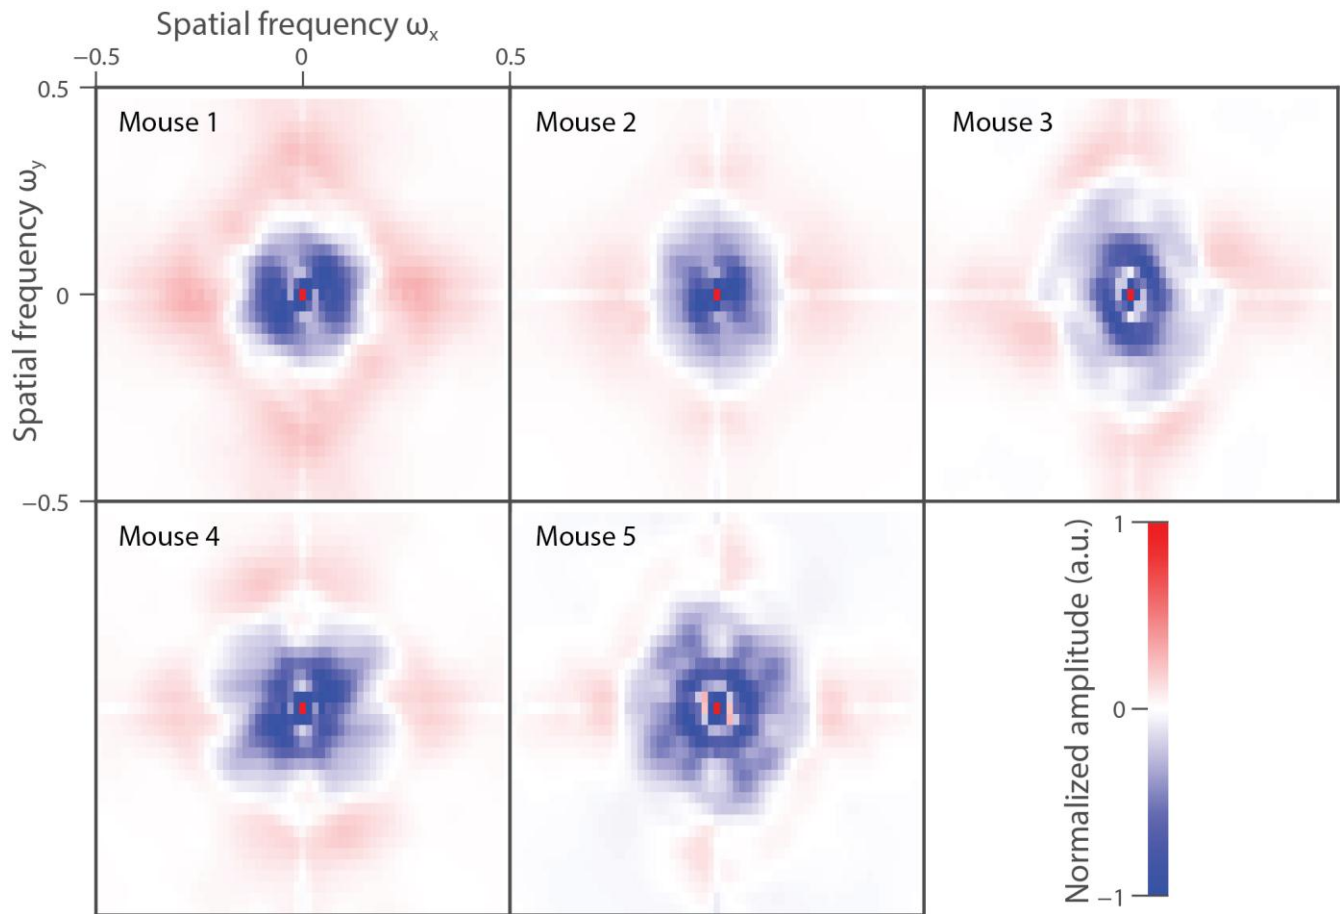 Spatial frequency ωx
−0.5 0 0.5
0.5
Mouse 1 Mouse 2 Mouse 3
Spatial frequency ωy
0
−0.5
Mouse 4 Mouse 5
Normalized amplitude (a.u.)
1
0
−1